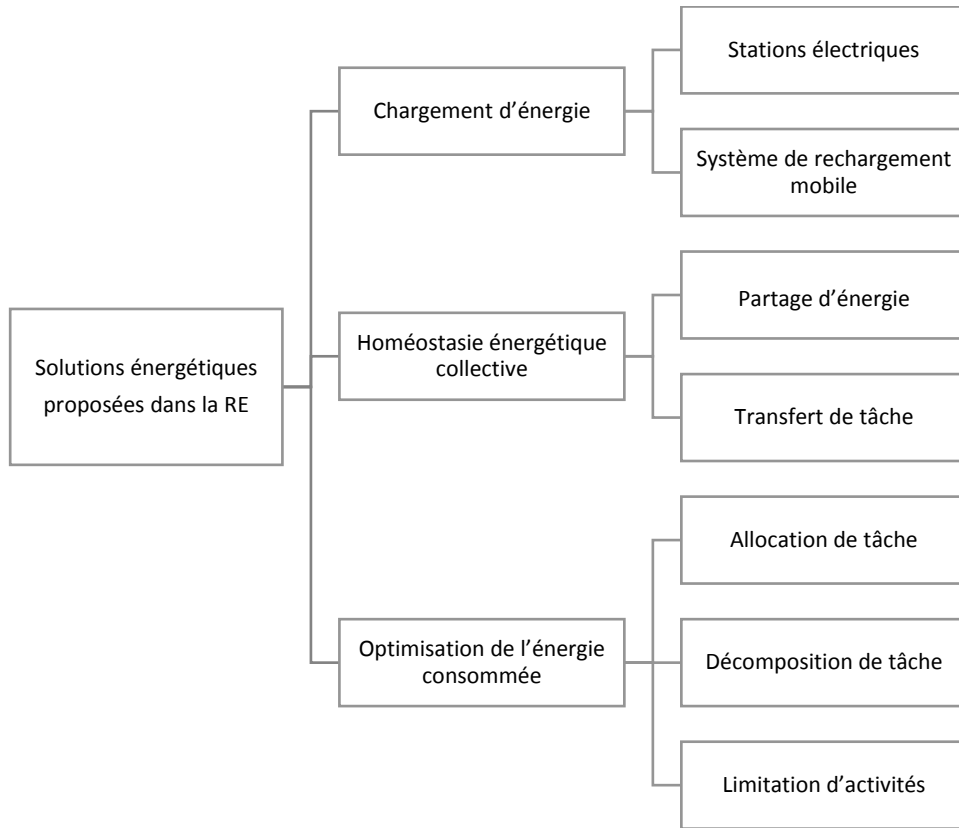 Solutions énergétiques
proposées dans la RE
Chargement d’énergie
Stations électriques
Système de rechargement
mobile
Homéostasie énergétique
collective
Partage d’énergie
Transfert de tâche
Optimisation de l’énergie
consommée
Allocation de tâche
Décomposition de tâche
Limitation d’activités